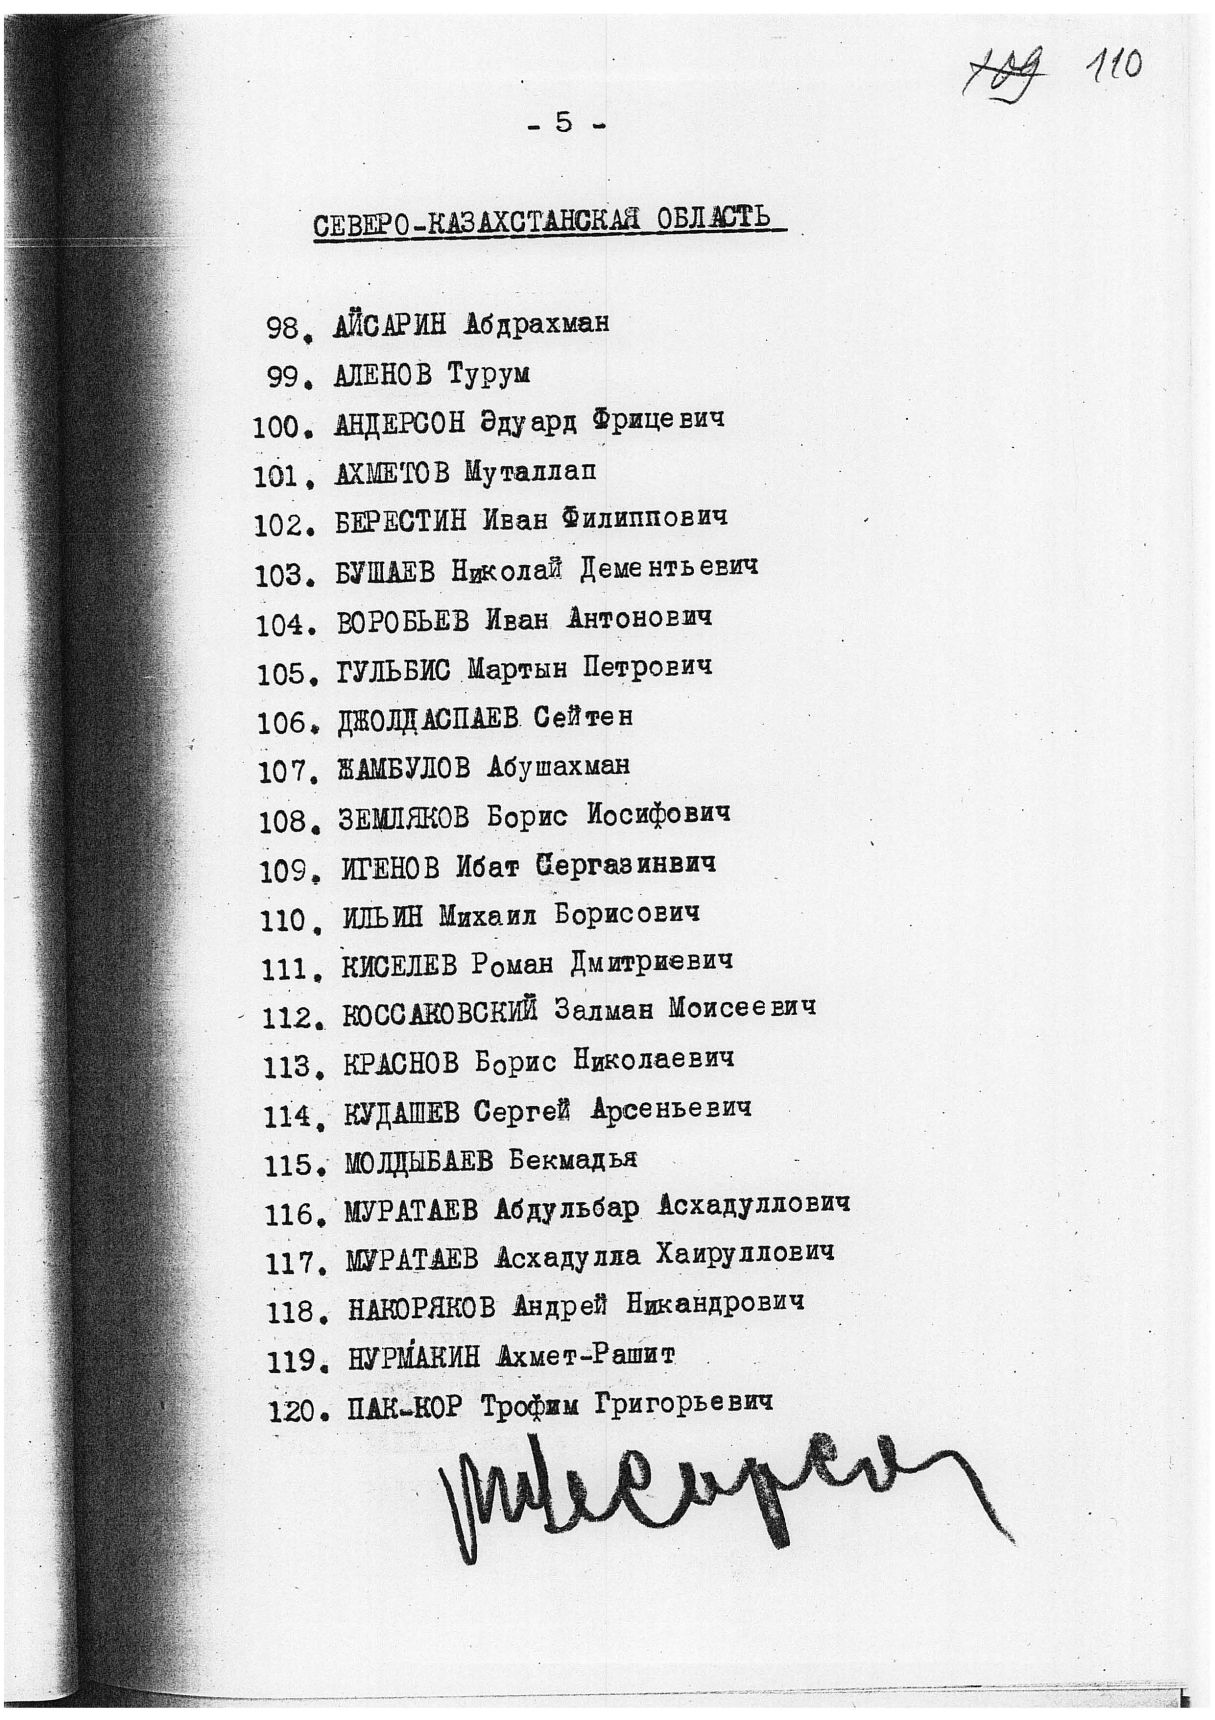 109 110
- 5 -
СЕВЕРО-КАЗАХСТАНСКАЯ ОБЛАСТЬ
98. АЙСАРИН Абдрахман
99. АЛЕНОВ Турум
100. АНДЕРСОН Эдуард Фрицевич
101. АХМЕТОВ Муталлап
102. БЕРЕСТИН Иван Филиппович
103. БУШАЕВ Николай Дементьевич
104. ВОРОБЬЕВ Иван Антонович
105. ГУЛЬБИС Мартын Петрович
106. ДЖОЛДАСПАЕВ Сейтен
107. ЖАМБУЛОВ Абушахман
108. ЗЕМЛЯКОВ Борис Иосифович
109. ИГЕНОВ Ибат Сергазинвич
110. ИЛЬИН Михаил Борисович
111. КИСЕЛЕВ Роман Дмитриевич
112. КОССАКОВСКИЙ Залман Моисеевич
113. КРАСНОВ Борис Николаевич
114. КУДАШЕВ Сергей Арсеньевич
115. МОЛДЫБАЕВ Бекмадья
116. МУРАТАЕВ Абдульбар Асхадуллович
117. МУРАТАЕВ Асхадулла Хаируллович
118. НАКОРЯКОВ Андрей Никандрович
119. НУРМАКИН Ахмет-Рашит
120. ПАК-КОР Трофим Григорьевич